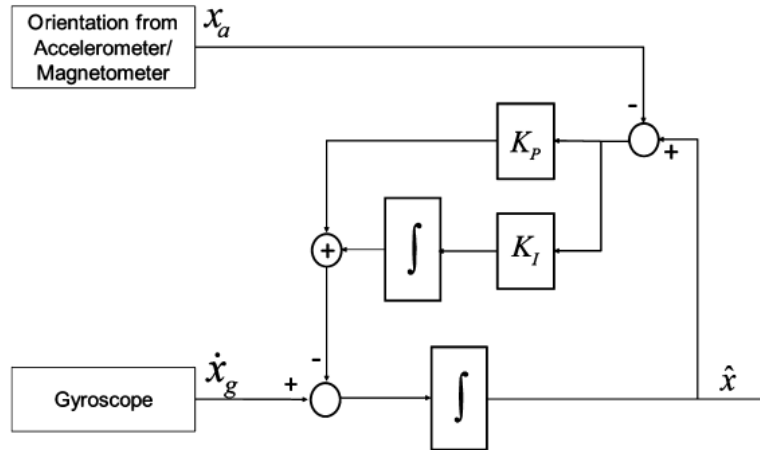 Orientation from
Accelerometer/
Magnetometer
x_a
-
+
K_P
K_I
∫
+
-
Gyroscope
ẋ_g
+
∫
x̂